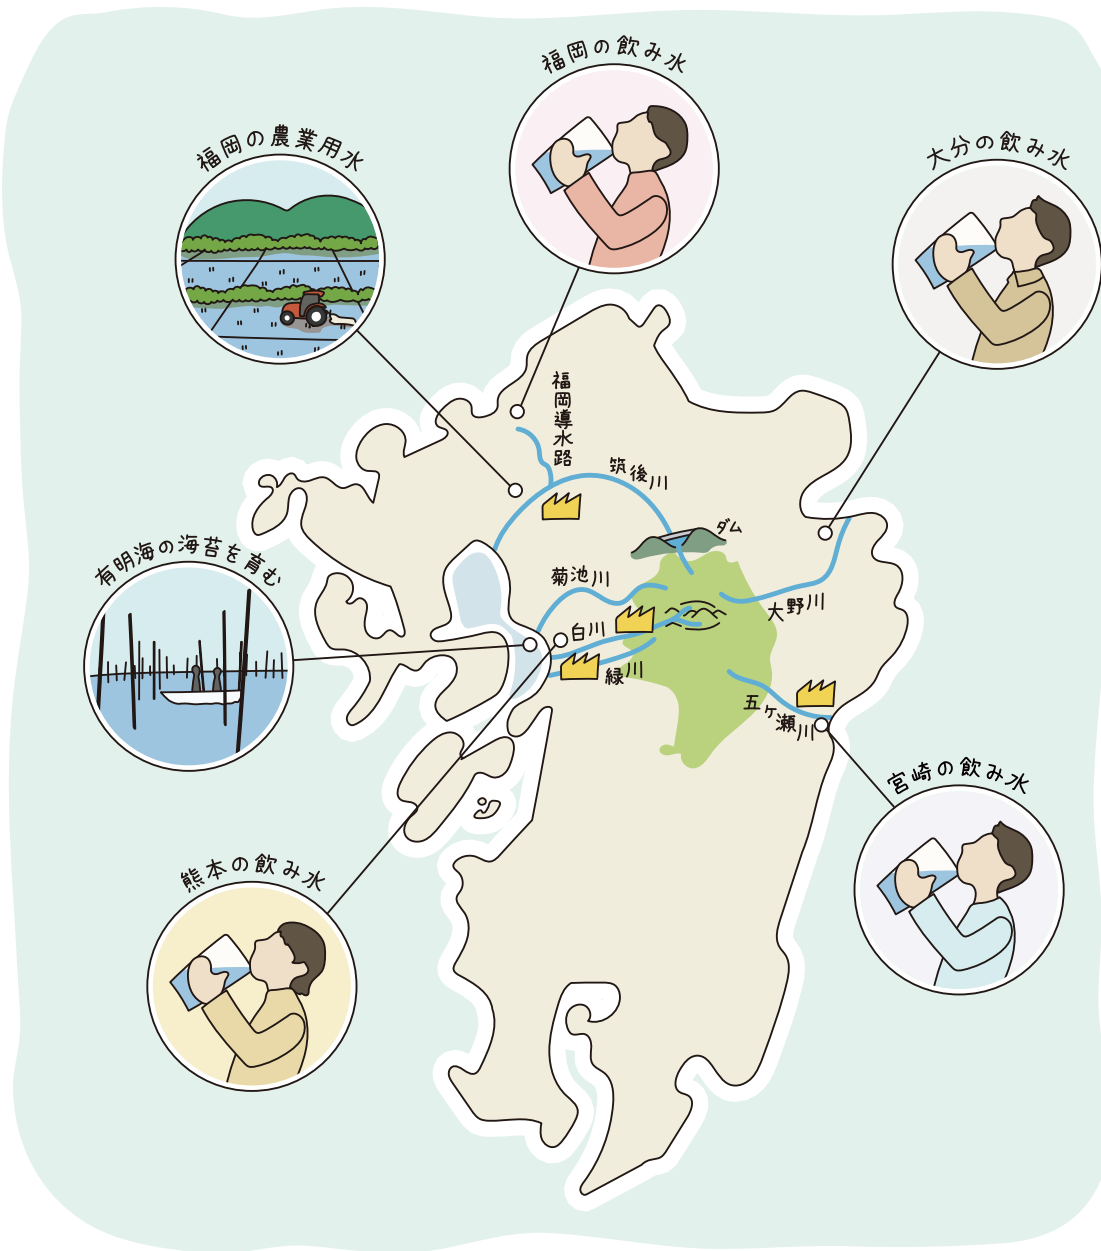 福岡の飲み水
福岡の農業用水
大分の飲み水
福岡導水路
筑後川
ダム
有明海の海苔を育む
菊池川
大野川
白川
緑川
五ヶ瀬川
宮崎の飲み水
熊本の飲み水